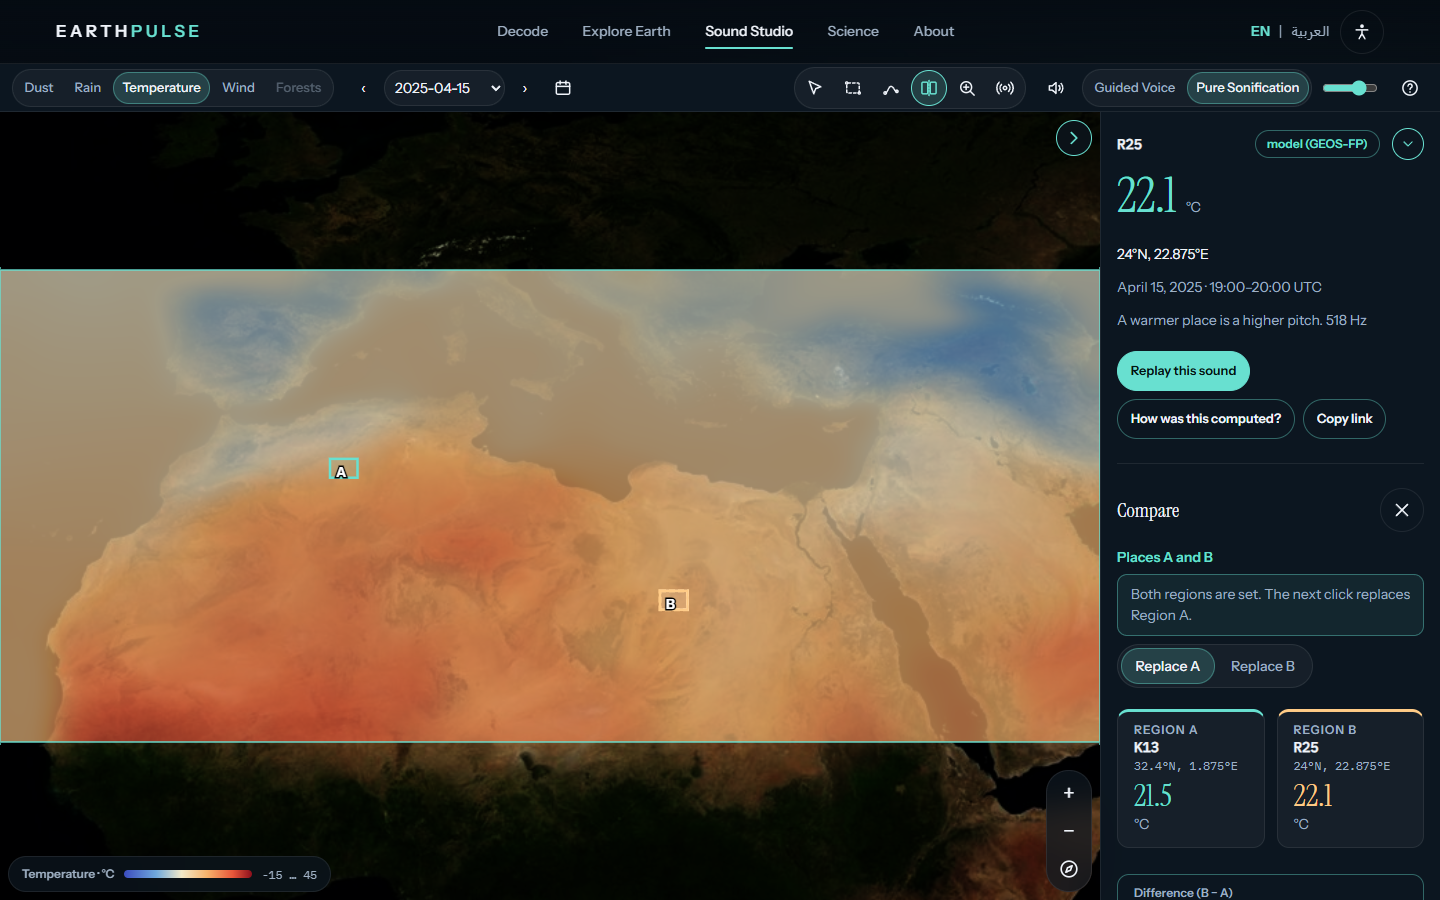 EARTHPULSE
Decode
Explore Earth
Sound Studio
Science
About
EN | العربية
Dust
Rain
Temperature
Wind
Forests
‹
2025-04-15
›
Guided Voice
Pure Sonification
R25
model (GEOS-FP)
22.1 °C
24°N, 22.875°E
April 15, 2025 · 19:00–20:00 UTC
A warmer place is a higher pitch. 518 Hz
Replay this sound
How was this computed?
Copy link
Compare
Places A and B
Both regions are set. The next click replaces
Region A.
Replace A
Replace B
REGION A
K13
32.4°N, 1.875°E
21.5
°C
REGION B
R25
24°N, 22.875°E
22.1
°C
Difference (B − A)
A
B
+
−
Temperature · °C
-15 … 45